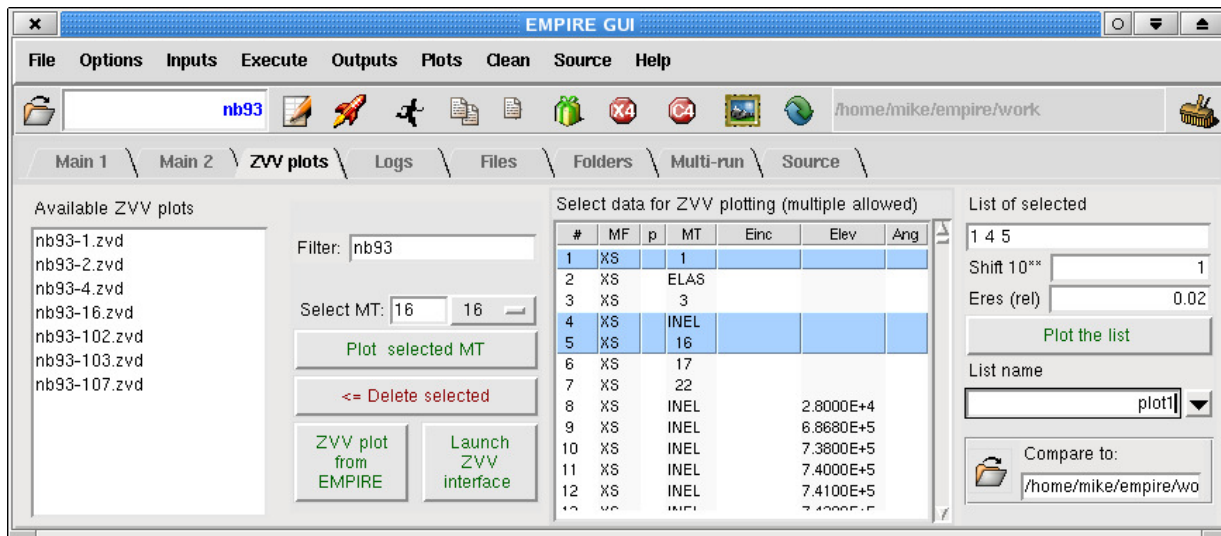 EMPIRE GUI
File Options Inputs Execute Outputs Plots Clean Source Help
nb93 X4 C4 /home/mike/empire/work
Main 1 Main 2 ZVV plots Logs Files Folders Multi-run Source
Available ZVV plots
nb93-1.zvd
nb93-2.zvd
nb93-4.zvd
nb93-16.zvd
nb93-102.zvd
nb93-103.zvd
nb93-107.zvd
Filter: nb93
Select MT: 16 16
Plot selected MT
<= Delete selected
ZVV plot
from
EMPIRE
Launch
ZVV
interface
Select data for ZVV plotting (multiple allowed)
# MF p MT Einc Elev Ang
1 XS 1
2 XS ELAS
3 XS 3
4 XS INEL
5 XS 16
6 XS 17
7 XS 22
8 XS INEL 2.8000E+4
9 XS INEL 6.8680E+5
10 XS INEL 7.3800E+5
11 XS INEL 7.4000E+5
12 XS INEL 7.4100E+5
List of selected
1 4 5
Shift 10** 1
Eres (rel) 0.02
Plot the list
List name
plot1
Compare to:
/home/mike/empire/wo